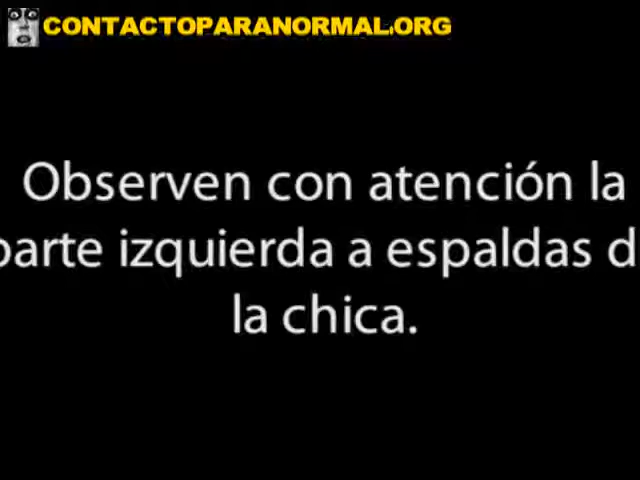 CONTACTOPARANORMAL.ORG
Observen con atención la
parte izquierda a espaldas d
la chica.